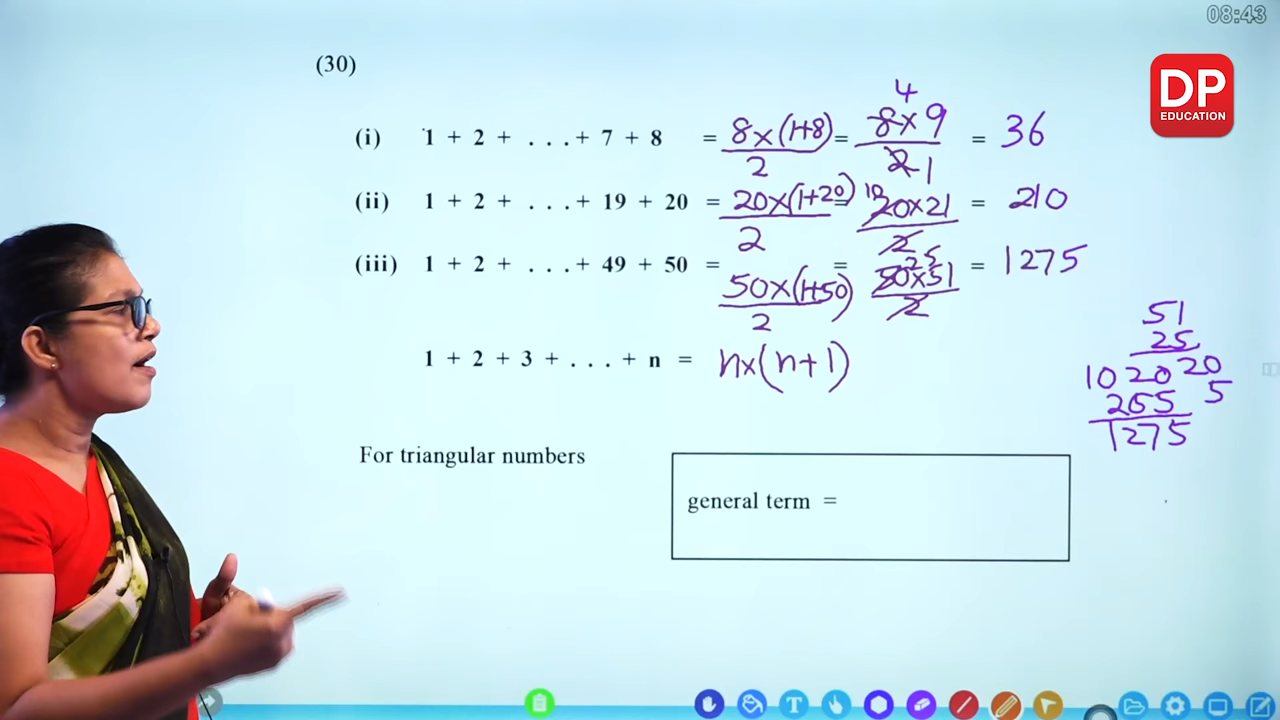 08:43
DP
EDUCATION
(30)
(i) 1 + 2 + . . . + 7 + 8 = 8×(1+8)/2 = 8×9/2 4 1 = 36
(ii) 1 + 2 + . . . + 19 + 20 = 20×(1+20)/2 = 20×21/2 10 = 210
(iii) 1 + 2 + . . . + 49 + 50 = 50×(1+50)/2 = 50×51/2 25 = 1275
1 + 2 + 3 + . . . + n = n×(n+1)
51
25
10 20 20
265 5
1275
For triangular numbers
general term =